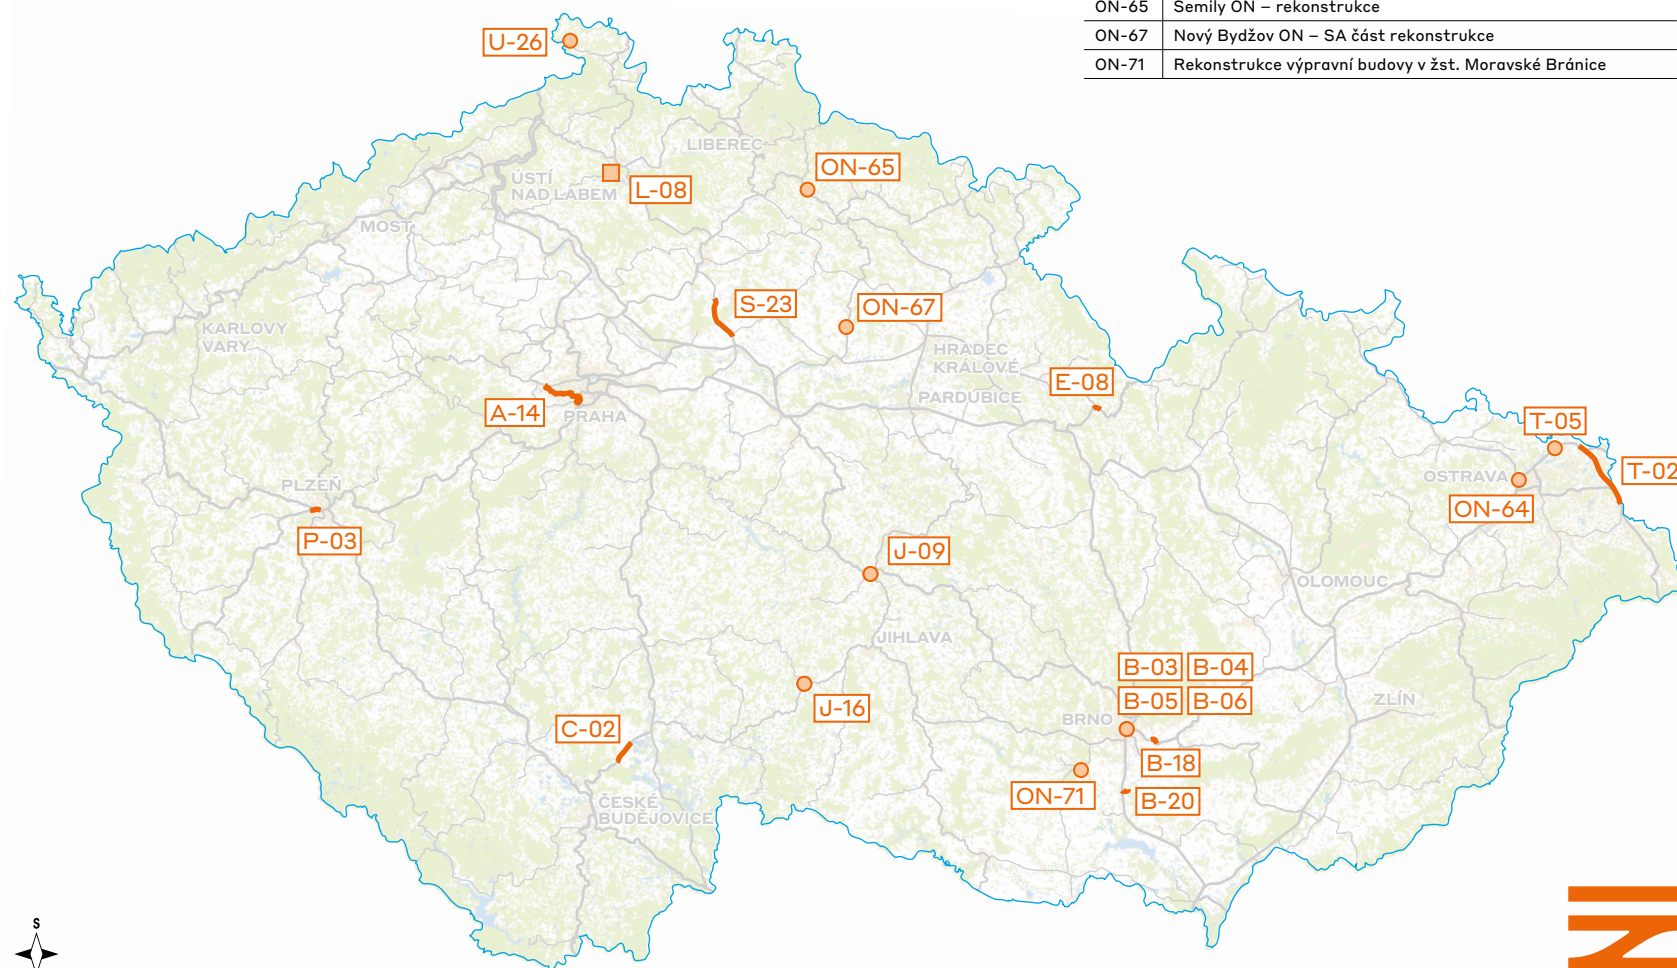 ON-65 Semily ON – rekonstrukce
ON-67 Nový Bydžov ON – SA část rekonstrukce
ON-71 Rekonstrukce výpravní budovy v žst. Moravské Bránice
U-26
LIBEREC
ON-65
ÚSTÍ
NAD LABEM
L-08
MOST
S-23
ON-67
KARLOVY
VARY
HRADEC
KRÁLOVÉ
E-08
PARDUBICE
A-14
PRAHA
T-05
T-02
OSTRAVA
ON-64
PLZEŇ
P-03
J-09
OLOMOUC
JIHLAVA
B-03 B-04
B-05 B-06
ZLÍN
J-16
BRNO
C-02
B-18
ON-71
B-20
ČESKÉ
BUDĚJOVICE
S